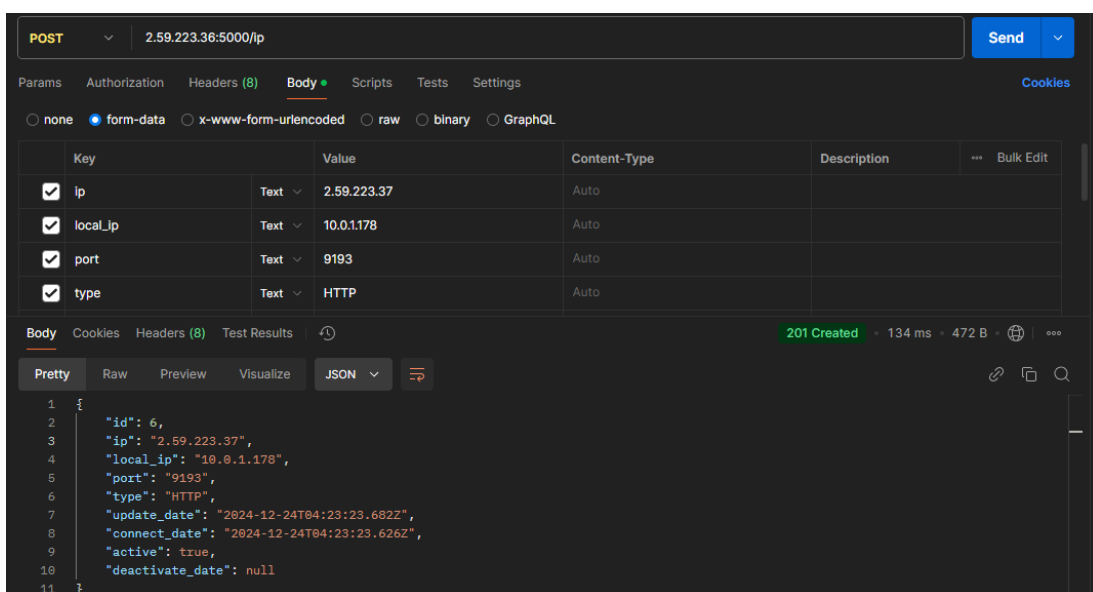 POST 2.59.223.36:5000/ip Send
Params Authorization Headers (8) Body Scripts Tests Settings Cookies
none form-data x-www-form-urlencoded raw binary GraphQL
Key Value Content-Type Description Bulk Edit
ip Text 2.59.223.37 Auto
local_ip Text 10.0.1.178 Auto
port Text 9193 Auto
type Text HTTP Auto
Body Cookies Headers (8) Test Results 201 Created 134 ms 472 B
Pretty Raw Preview Visualize JSON
1 {
2 "id": 6,
3 "ip": "2.59.223.37",
4 "local_ip": "10.0.1.178",
5 "port": "9193",
6 "type": "HTTP",
7 "update_date": "2024-12-24T04:23:23.682Z",
8 "connect_date": "2024-12-24T04:23:23.626Z",
9 "active": true,
10 "deactivate_date": null
11 }